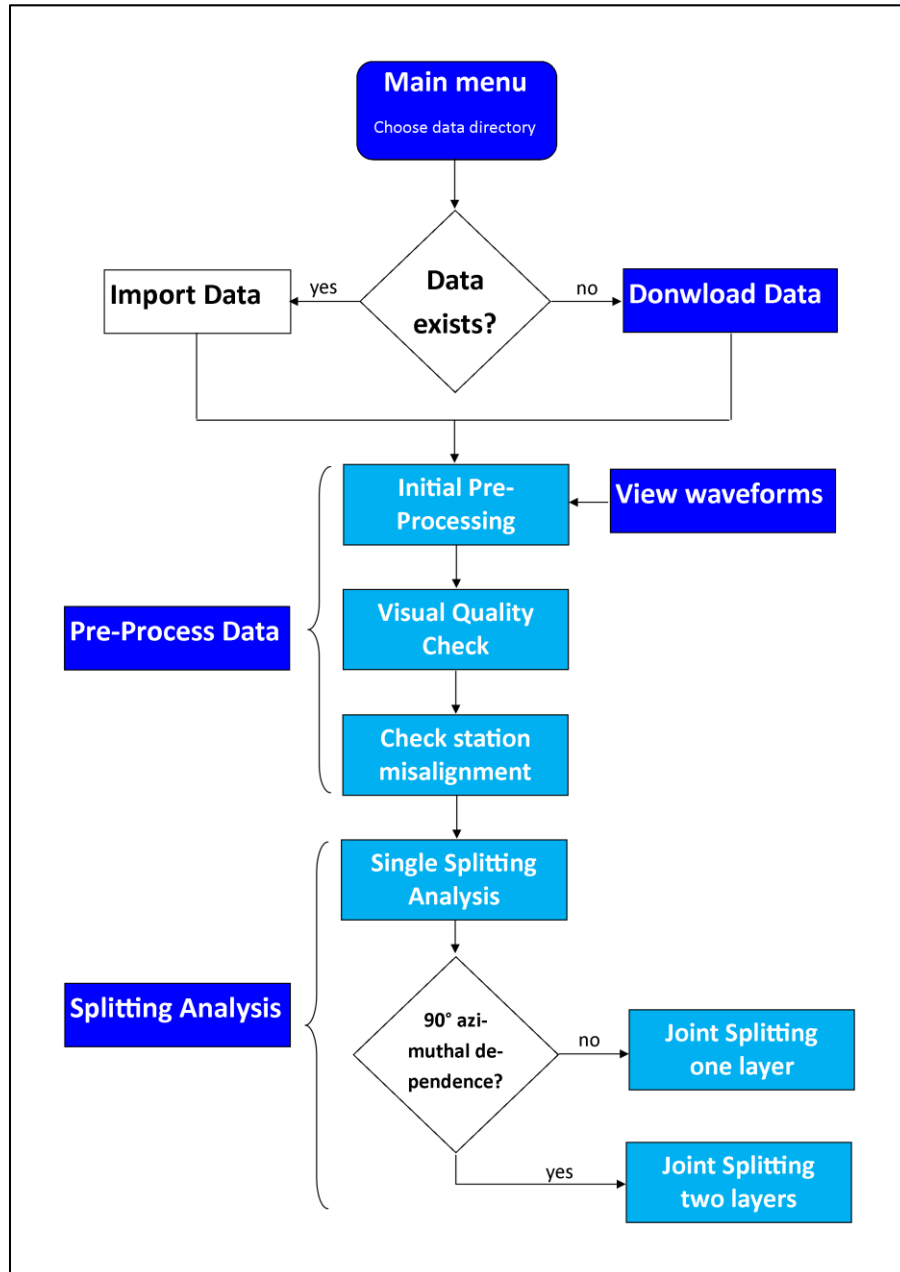 Main menu
Choose data directory
Data
exists?
yes
Import Data
no
Donwload Data
Initial Pre-
Processing
View waveforms
Visual Quality
Check
Pre-Process Data
Check station
misalignment
Single Splitting
Analysis
Splitting Analysis
90° azi-
muthal de-
pendence?
no
Joint Splitting
one layer
yes
Joint Splitting
two layers